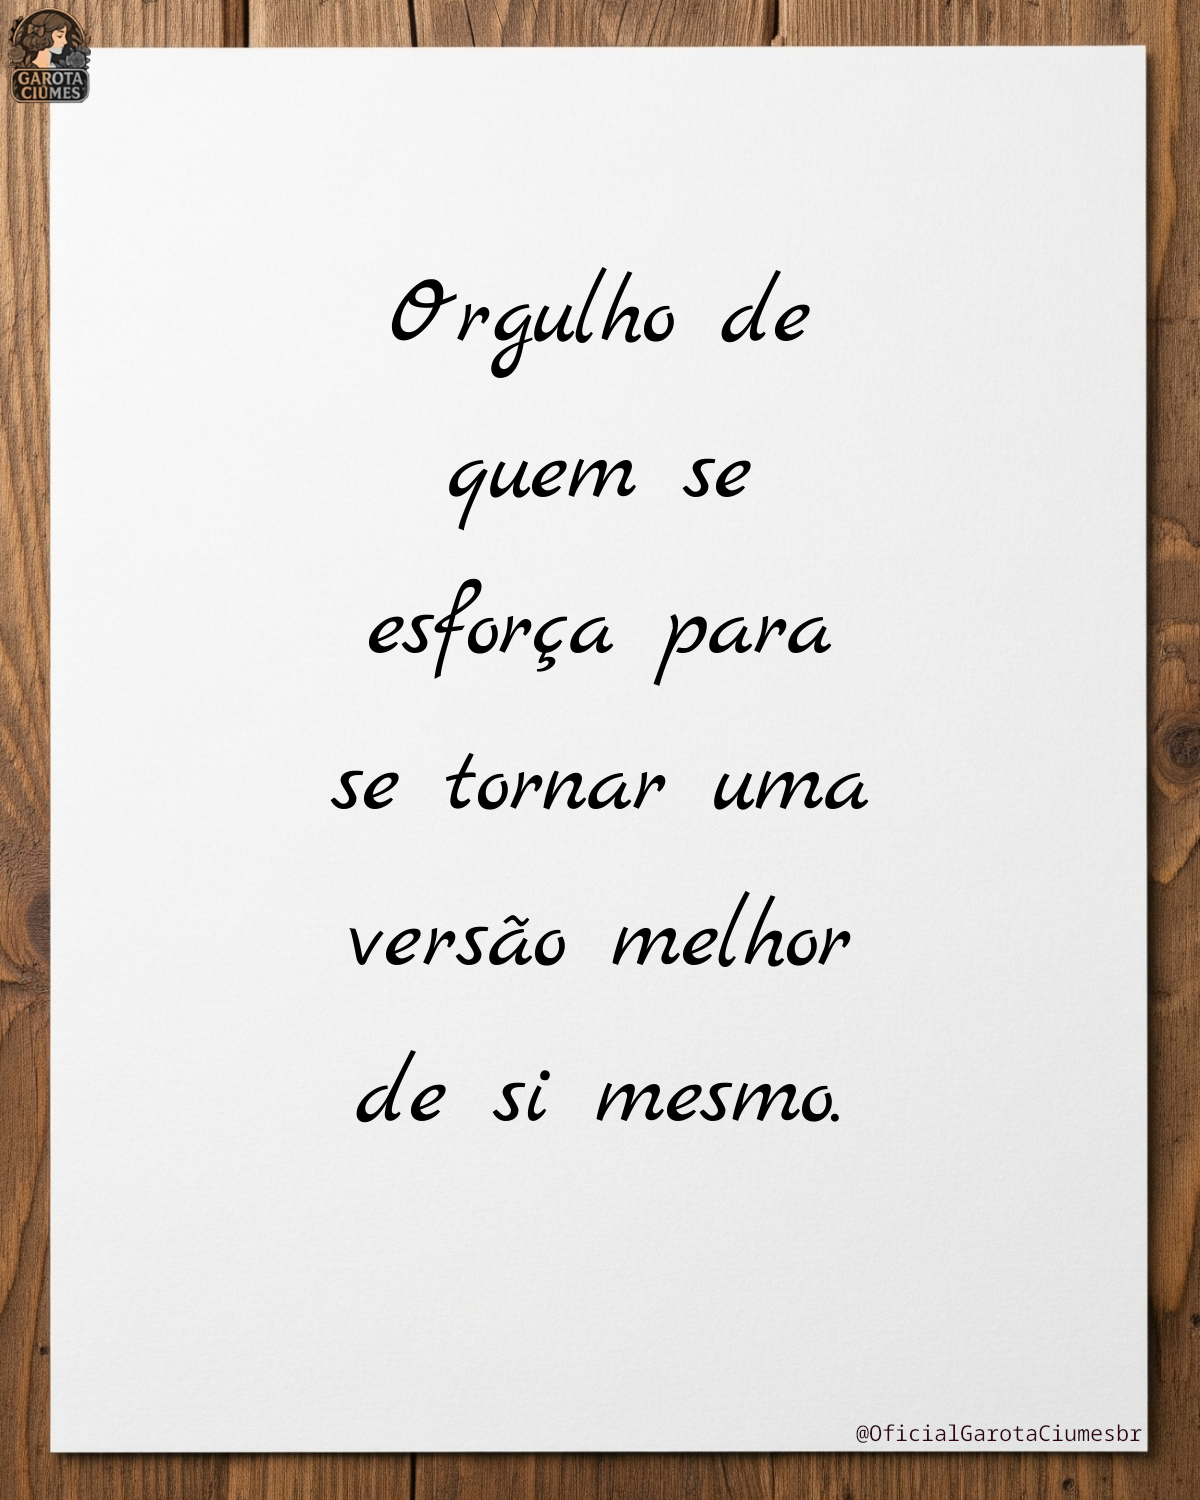 GAROTA
CIÚMES
Orgulho de
quem se
esforça para
se tornar uma
versão melhor
de si mesmo.
@OficialGarotaCiumesbr